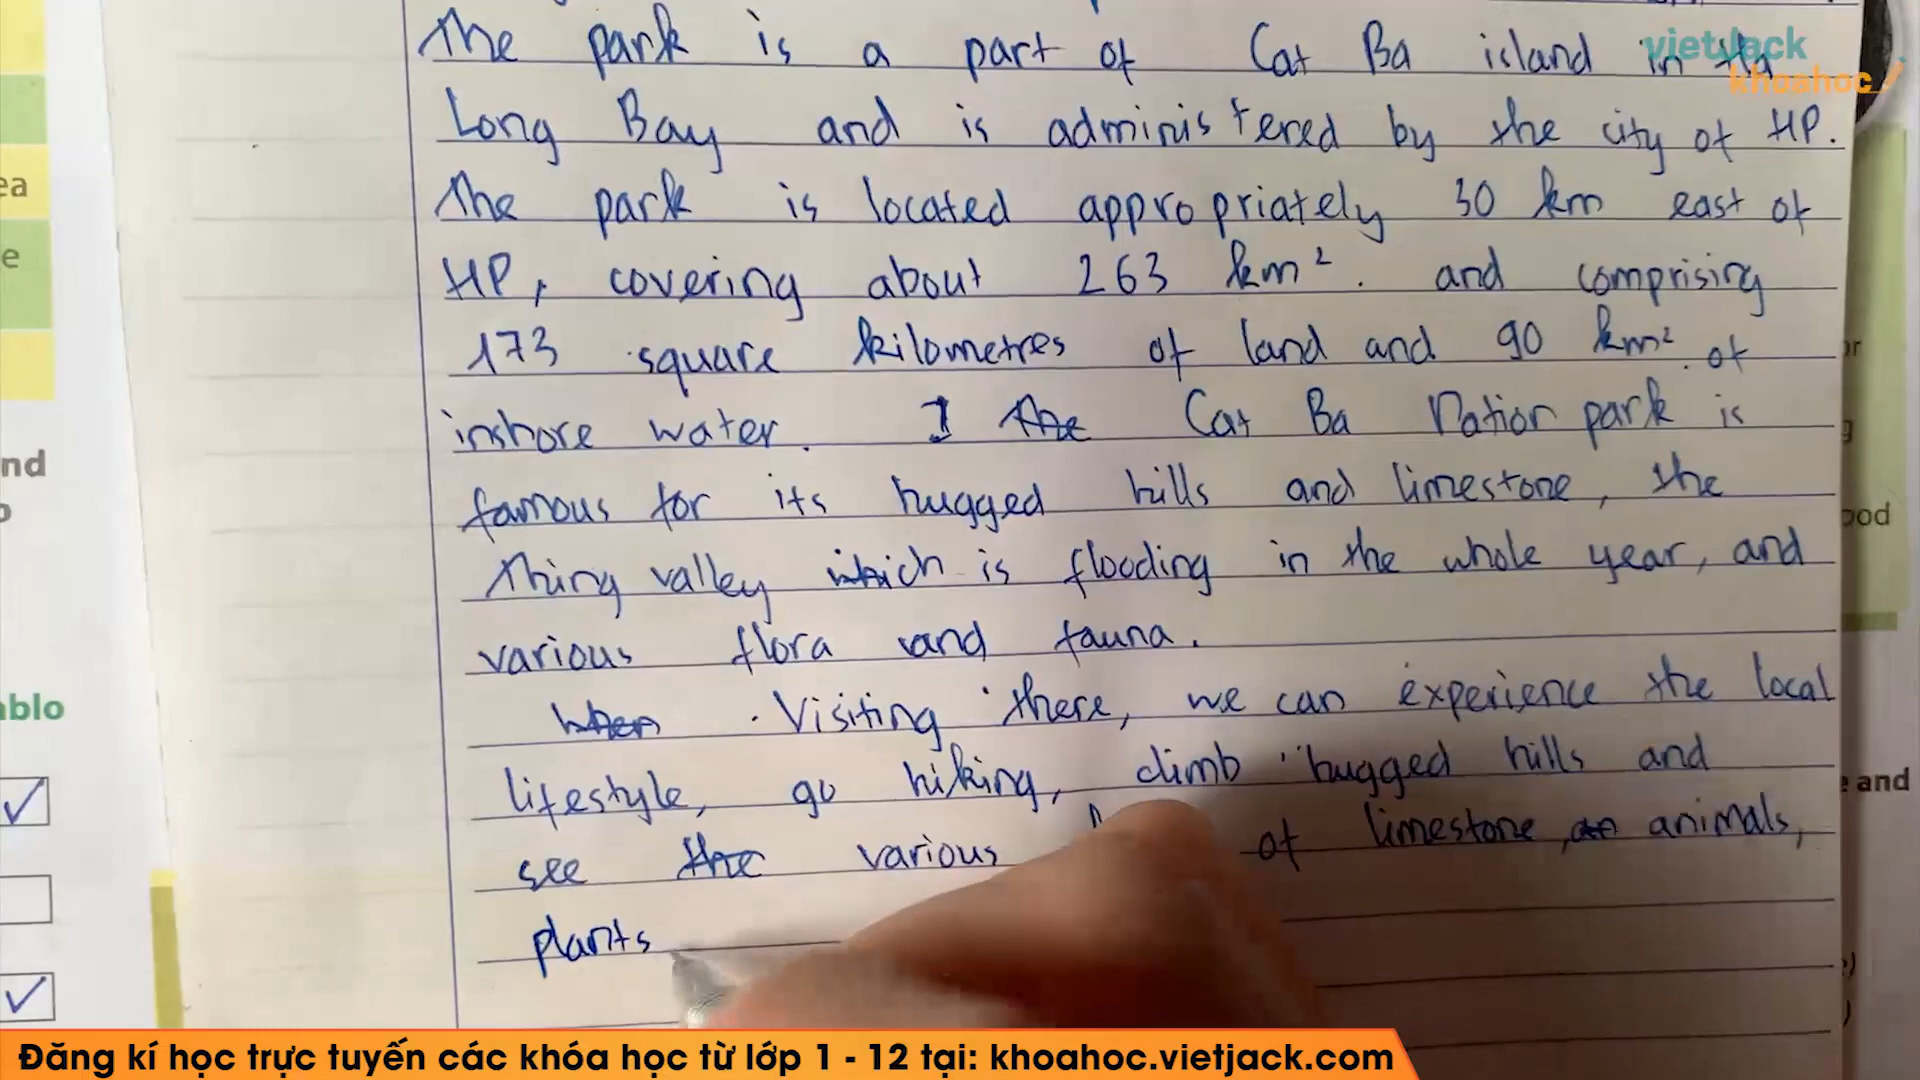 The park is a part of Cat Ba island in Ha
vietJack
khoahoc
Long Bay and is administered by the city of HP.
The park is located appropriately 30 km east of
HP, covering about 263 km². and comprising
173 square kilometres of land and 90 km² of
inshore water. The Cat Ba Nation park is
famous for its hugged hills and limestone, the
Thing valley which is flooding in the whole year, and
various flora and fauna.
When Visiting there, we can experience the local
lifestyle, go hiking, climb hugged hills and
see the various of limestone, animals,
plants
ea
e
nd
ablo
ood
and
Đăng kí học trực tuyến các khóa học từ lớp 1 - 12 tại: khoahoc.vietjack.com